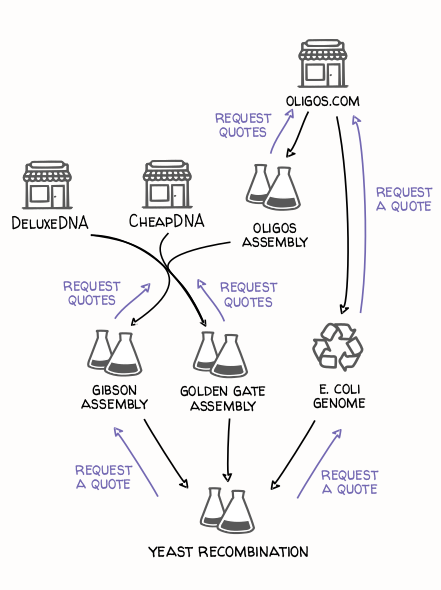 OLIGOS.COM
REQUEST
QUOTES
REQUEST
A QUOTE
DELUXEDNA
CHEAPDNA
OLIGOS
ASSEMBLY
REQUEST
QUOTES
REQUEST
QUOTES
GIBSON
ASSEMBLY
GOLDEN GATE
ASSEMBLY
E. COLI
GENOME
REQUEST
A QUOTE
REQUEST
A QUOTE
YEAST RECOMBINATION